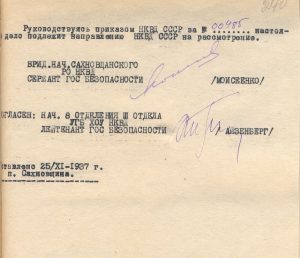 Руководствуясь приказом НКВД СССР за № 00485 настоя-
дело подлежит направлению НКВД СССР на рассмотрение.
ВРИД.НАЧ.САХНОВЩАНСКОГО
РО НКВД
СЕРЖАНТ ГОС БЕЗОПАСНОСТИ /МОИСЕНКО/
ОГЛАСЕН: НАЧ. 8 ОТДЕЛЕНИЯ III ОТДЕЛА
УГБ ХОУ НКВД
ЛЕЙТЕНАНТ ГОС БЕЗОПАСНОСТИ /АЙЗЕНБЕРГ/
ставлено 25/XI-1937 г.
п. Сахновщина.